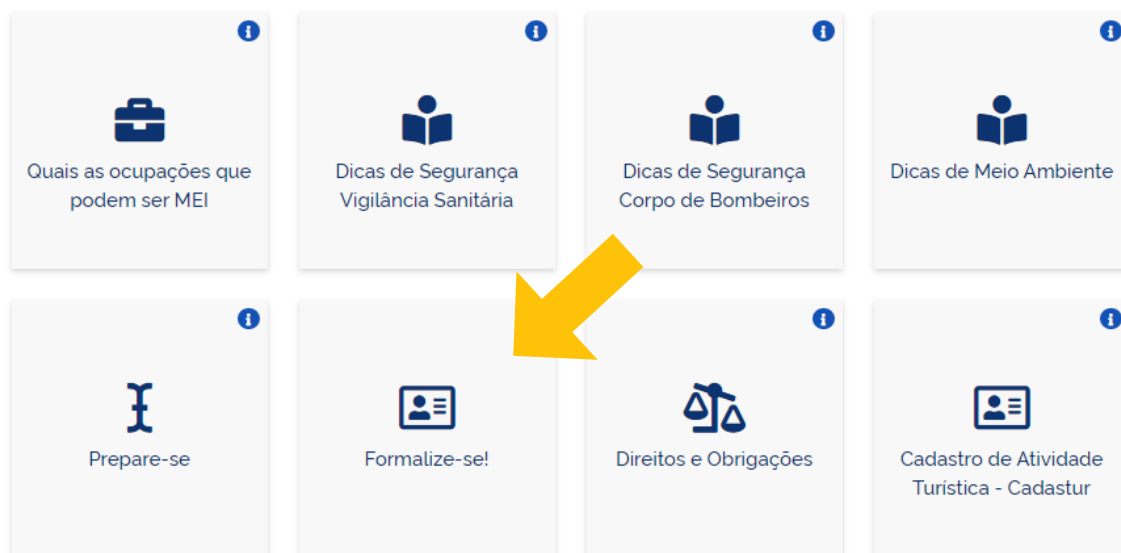 Quais as ocupações que
podem ser MEI
Dicas de Segurança
Vigilância Sanitária
Dicas de Segurança
Corpo de Bombeiros
Dicas de Meio Ambiente
Prepare-se
Formalize-se!
Direitos e Obrigações
Cadastro de Atividade
Turística - Cadastur